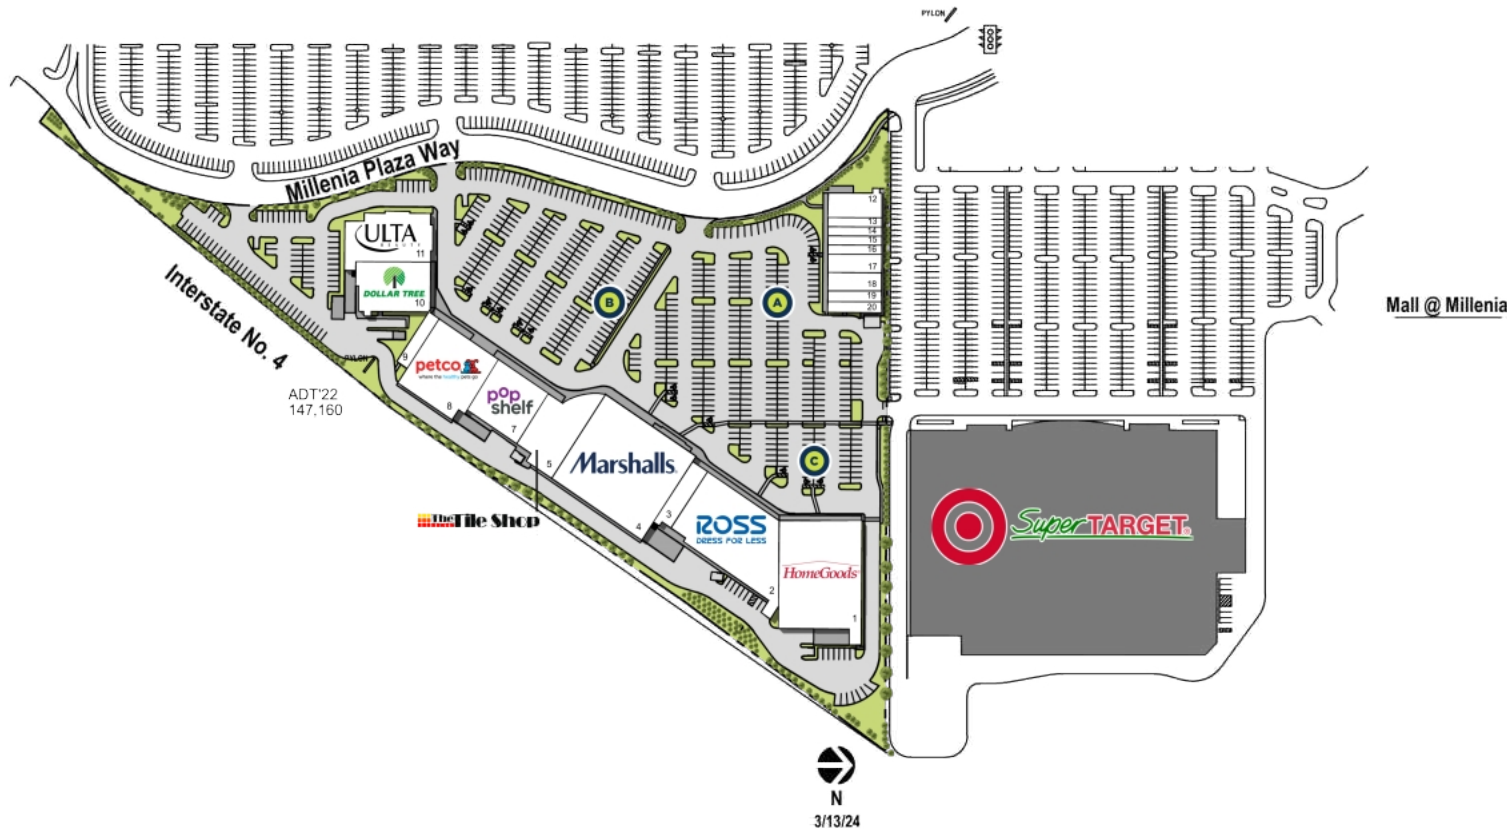 PYLON
Millenia Plaza Way
ULTA
BEAUTY
11
DOLLAR TREE
10
12
13
14
15
16
17
18
19
20
B
A
Interstate No. 4
Mall @ Millenia
PYLON
9
petco
where the healthy pets go
ADT'22
147,160
8
pOp
shelf
7
5
Marshalls
C
The Tile Shop
4
3
ROSS
DRESS FOR LESS
HomeGoods
2
1
Super TARGET
N
3/13/24